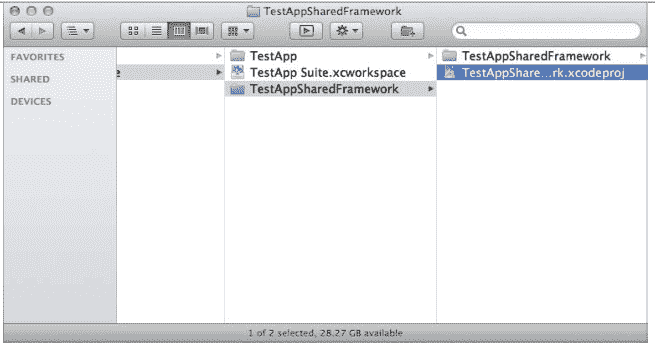 TestAppSharedFramework
FAVORITES
SHARED
DEVICES
e
TestApp
TestApp Suite.xcworkspace
TestAppSharedFramework
TestAppSharedFramework
TestAppShare...rk.xcodeproj
1 of 2 selected, 28.27 GB available